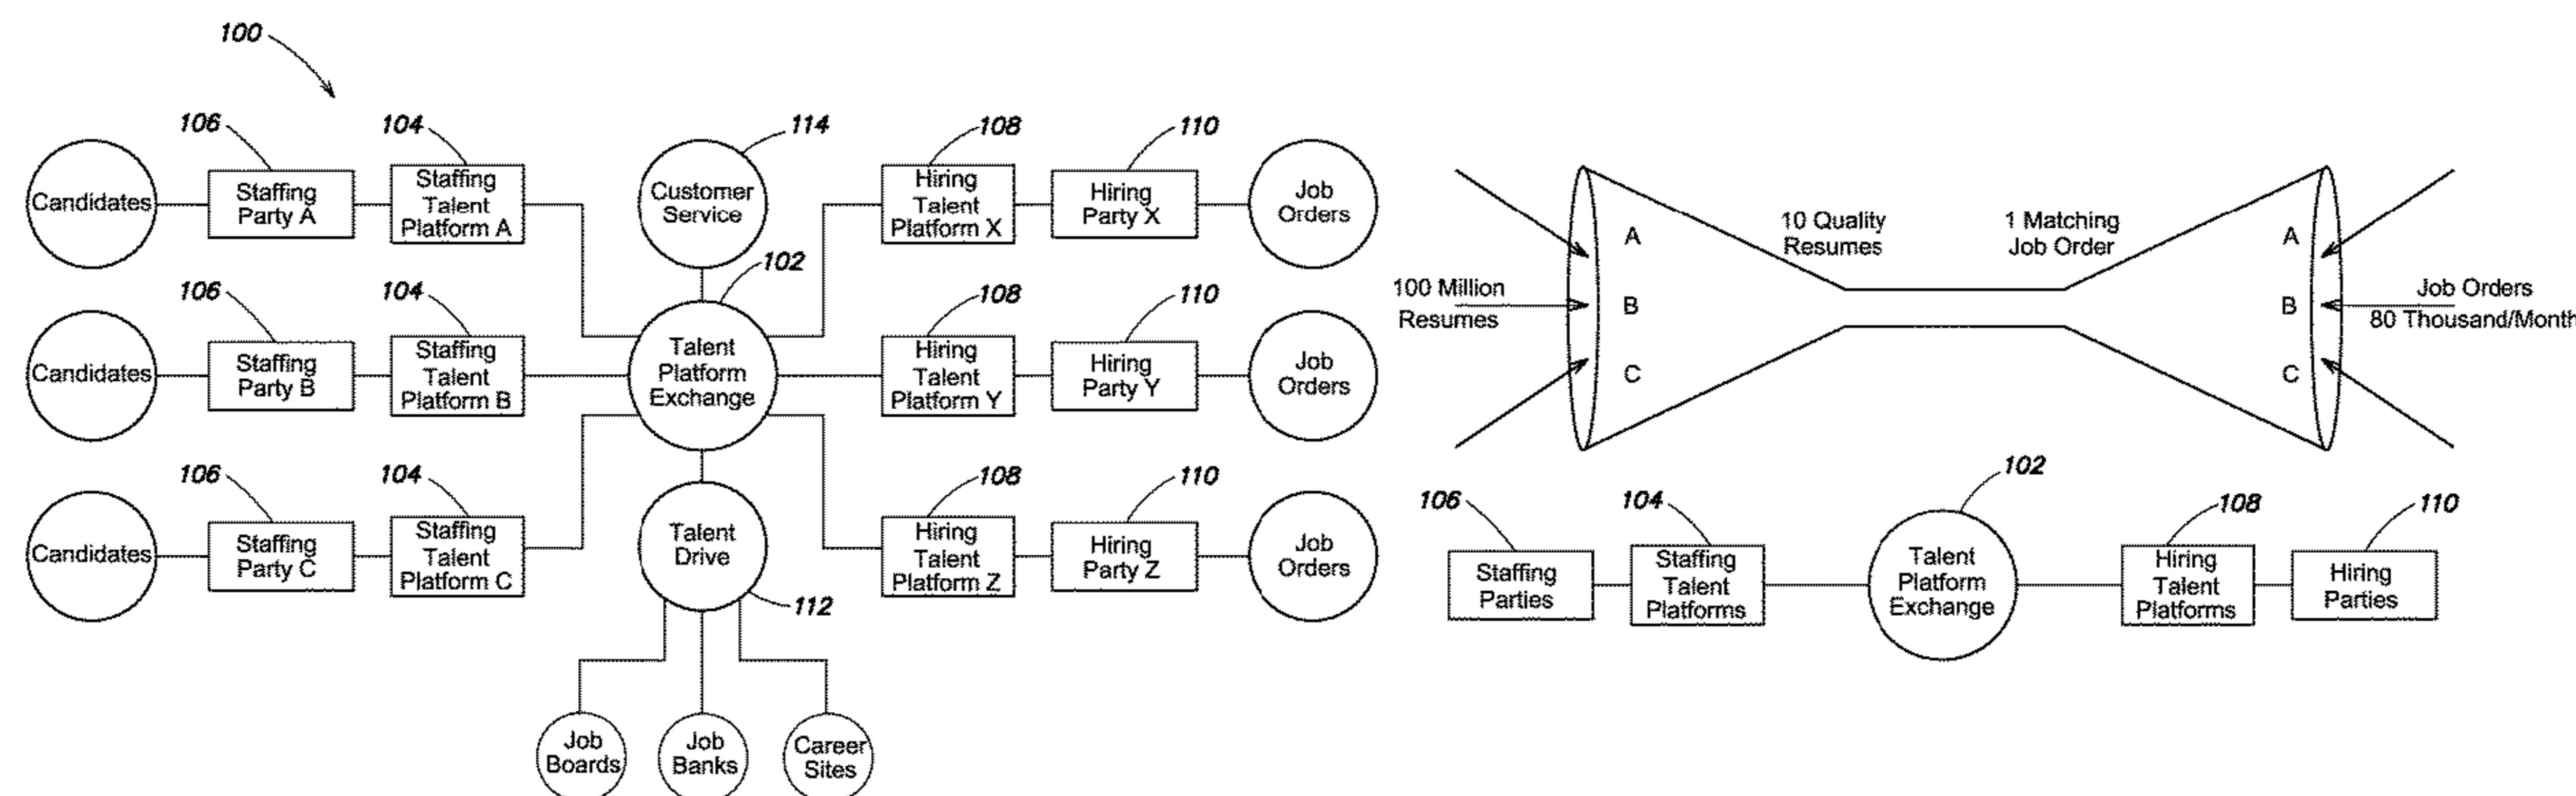 100
106
104
114
108
110
Candidates
Staffing
Party A
Staffing
Talent
Platform A
Customer
Service
Hiring
Talent
Platform X
Hiring
Party X
Job
Orders
102
106
104
108
110
Candidates
Staffing
Party B
Staffing
Talent
Platform B
Talent
Platform
Exchange
Hiring
Talent
Platform Y
Hiring
Party Y
Job
Orders
106
104
108
110
Candidates
Staffing
Party C
Staffing
Talent
Platform C
Talent
Drive
Hiring
Talent
Platform Z
Hiring
Party Z
Job
Orders
112
Job
Boards
Job
Banks
Career
Sites
100 Million
Resumes
A
B
C
10 Quality
Resumes
1 Matching
Job Order
A
B
C
Job Orders
80 Thousand/Month
106
104
102
108
110
Staffing
Parties
Staffing
Talent
Platforms
Talent
Platform
Exchange
Hiring
Talent
Platforms
Hiring
Parties